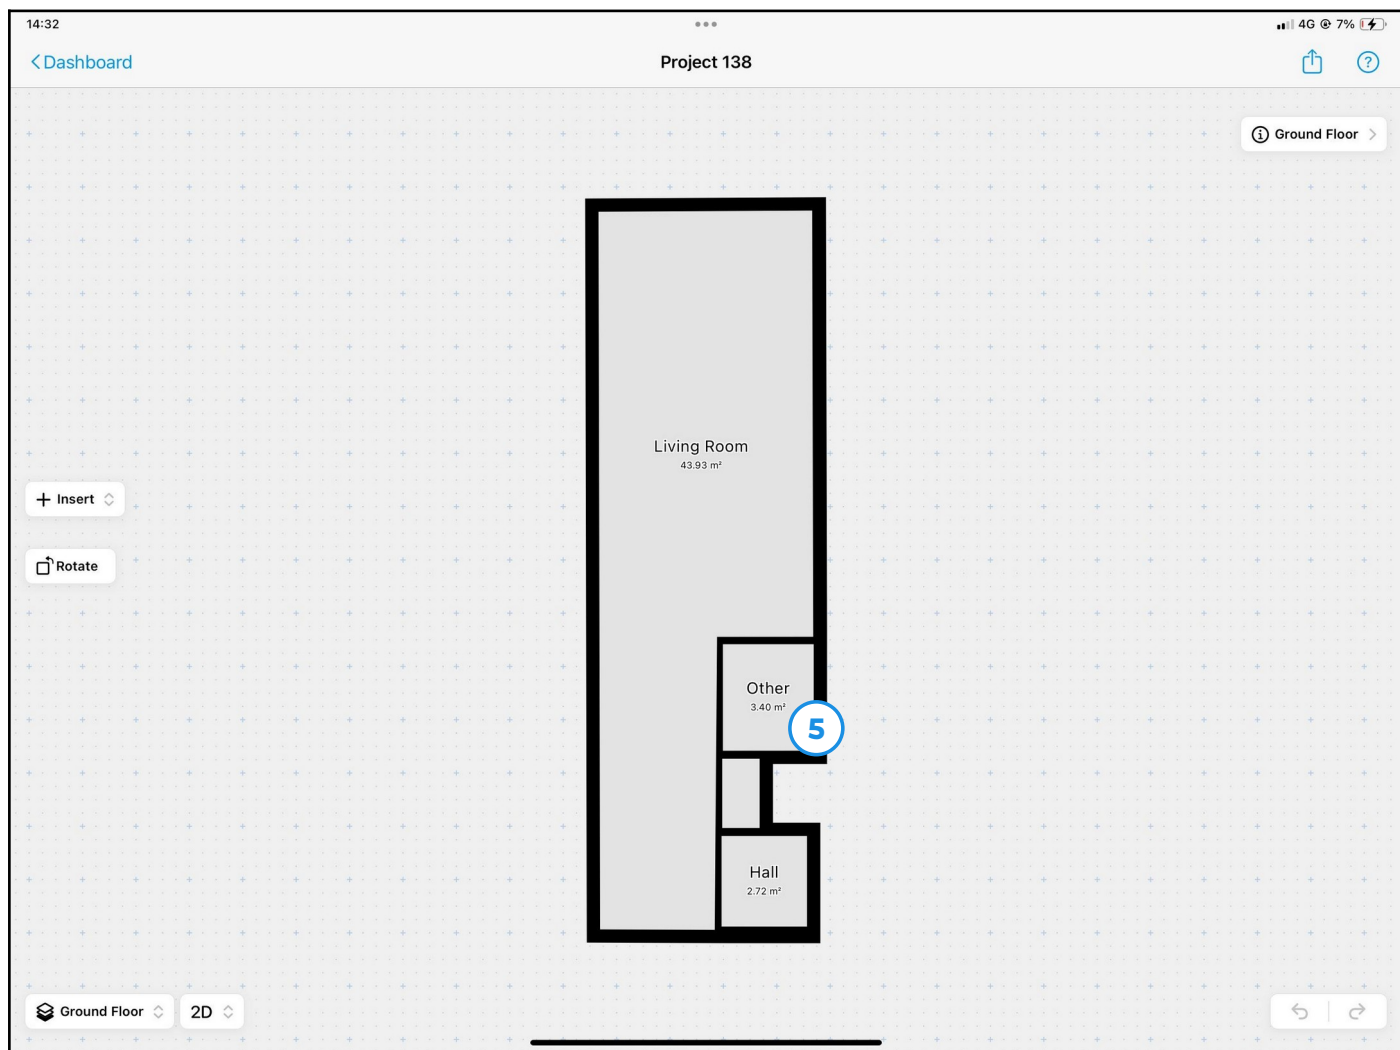 14:32
4G 7%
Dashboard
Project 138
Ground Floor
Living Room
43.93 m²
Insert
Rotate
Other
3.40 m²
5
Hall
2.72 m²
Ground Floor
2D